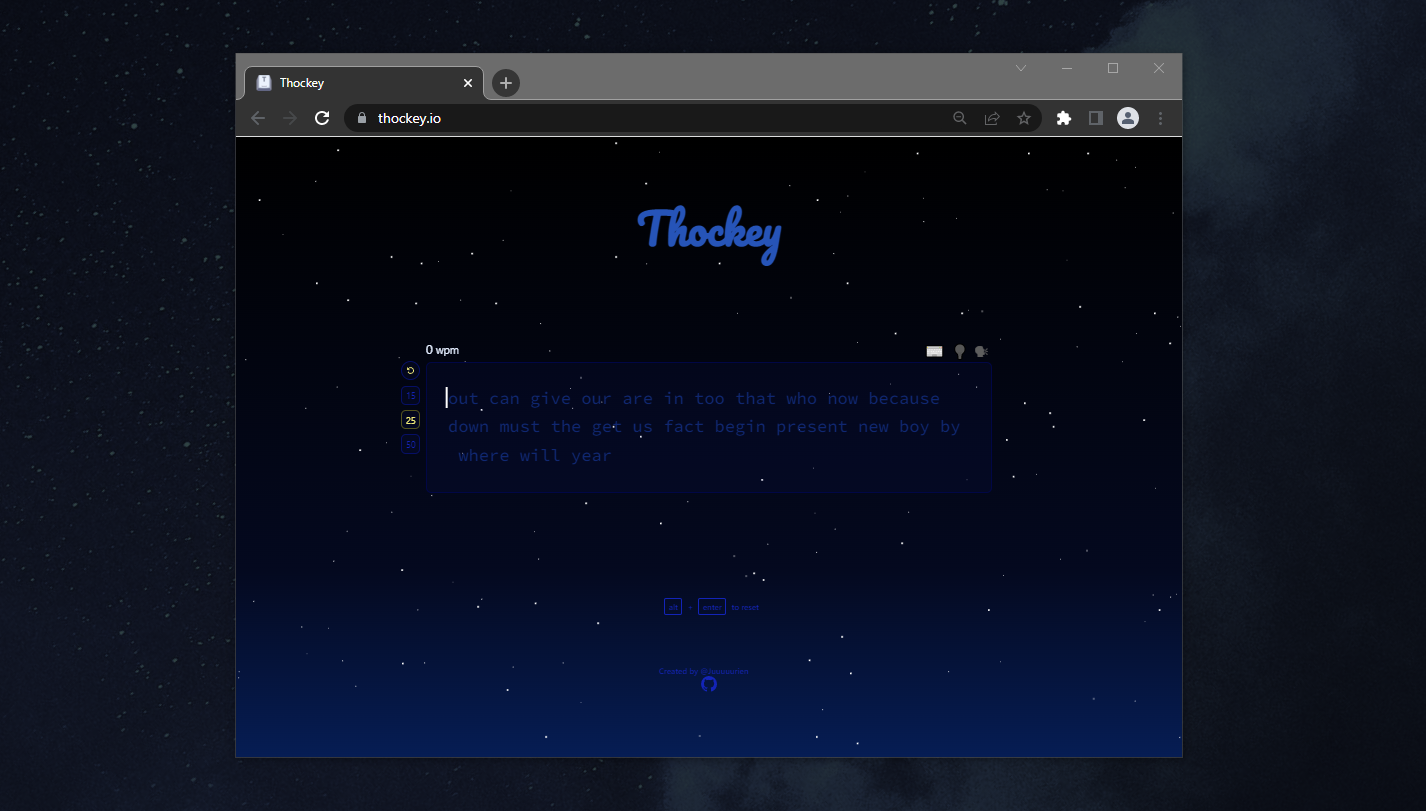 Thockey
thockey.io
Thockey
0 wpm
15
25
50
out can give our are in too that who now because
down must the get us fact begin present new boy by
where will year
alt + enter to reset
Created by